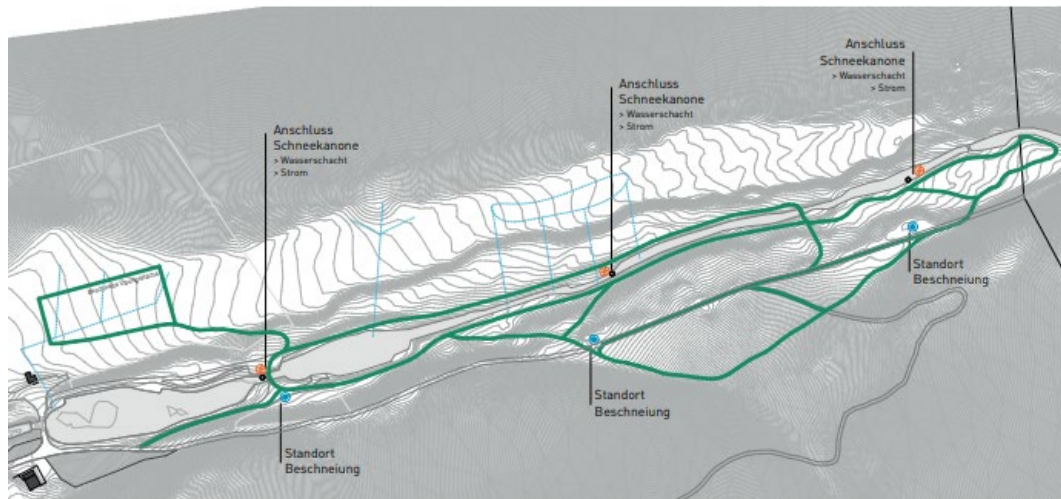 Anschluss
Schneekanone
> Wasserschacht
> Strom
Anschluss
Schneekanone
> Wasserschacht
> Strom
Anschluss
Schneekanone
> Wasserschacht
> Strom
Standort
Beschneiung
Standort
Beschneiung
Standort
Beschneiung